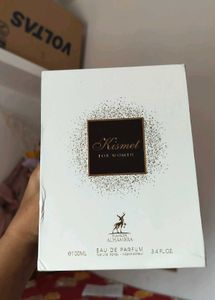 VOLTAS
Kismet
FOR WOMEN
ALHAMBRA
100ML
EAU DE PARFUM
3.4 FL.OZ.